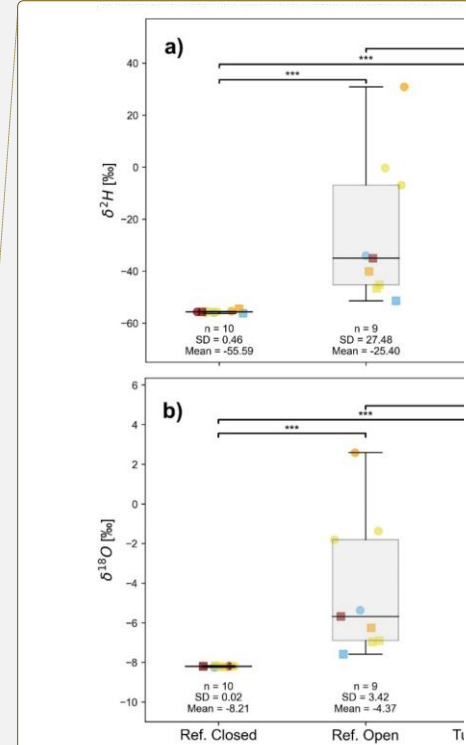 a)
***
***
40
20
0
−20
−40
−60
δ²H [‰]
n = 10
SD = 0.46
Mean = -55.59
n = 9
SD = 27.48
Mean = -25.40
b)
***
***
6
4
2
0
−2
−4
−6
−8
−10
δ¹⁸O [‰]
n = 10
SD = 0.02
Mean = -8.21
n = 9
SD = 3.42
Mean = -4.37
Ref. Closed
Ref. Open
Tu